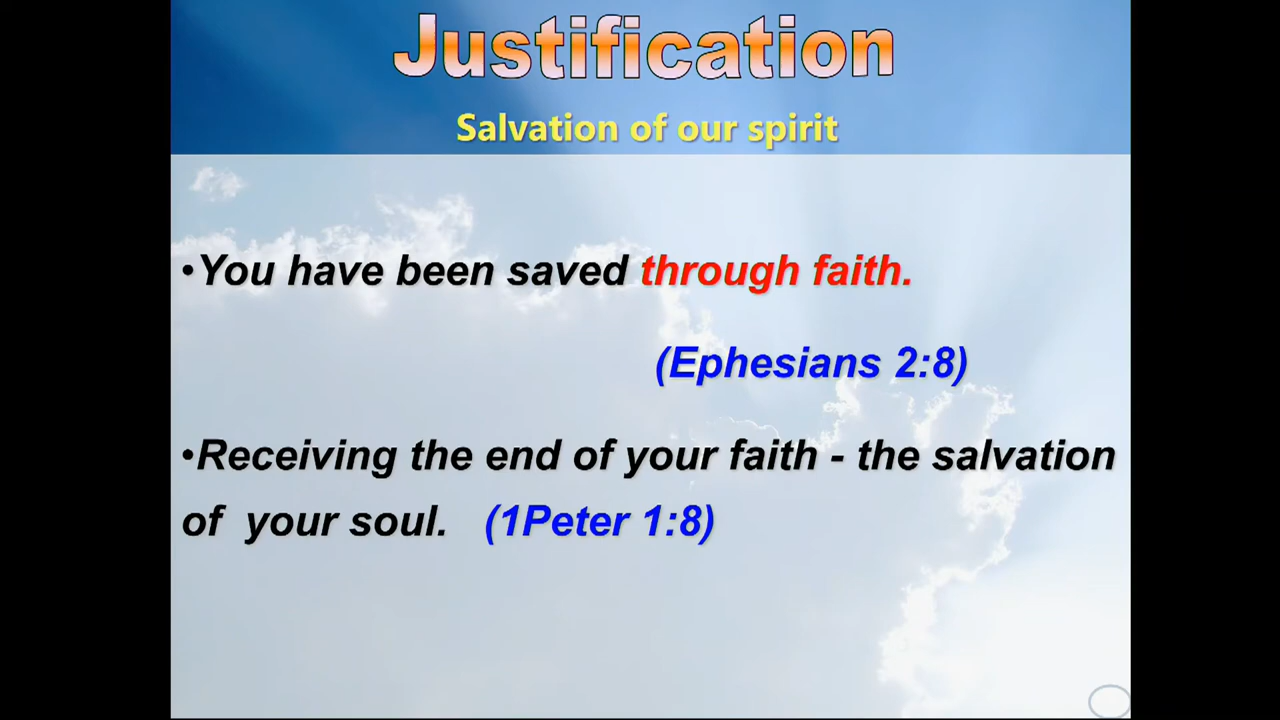 Justification
Salvation of our spirit
•You have been saved through faith.
(Ephesians 2:8)
•Receiving the end of your faith - the salvation
of your soul. (1Peter 1:8)